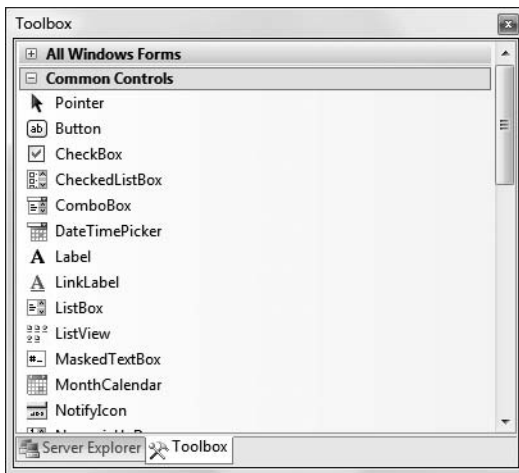 Toolbox
All Windows Forms
Common Controls
Pointer
ab Button
CheckBox
CheckedListBox
ComboBox
DateTimePicker
A Label
A LinkLabel
ListBox
ListView
#- MaskedTextBox
MonthCalendar
NotifyIcon
Server Explorer Toolbox